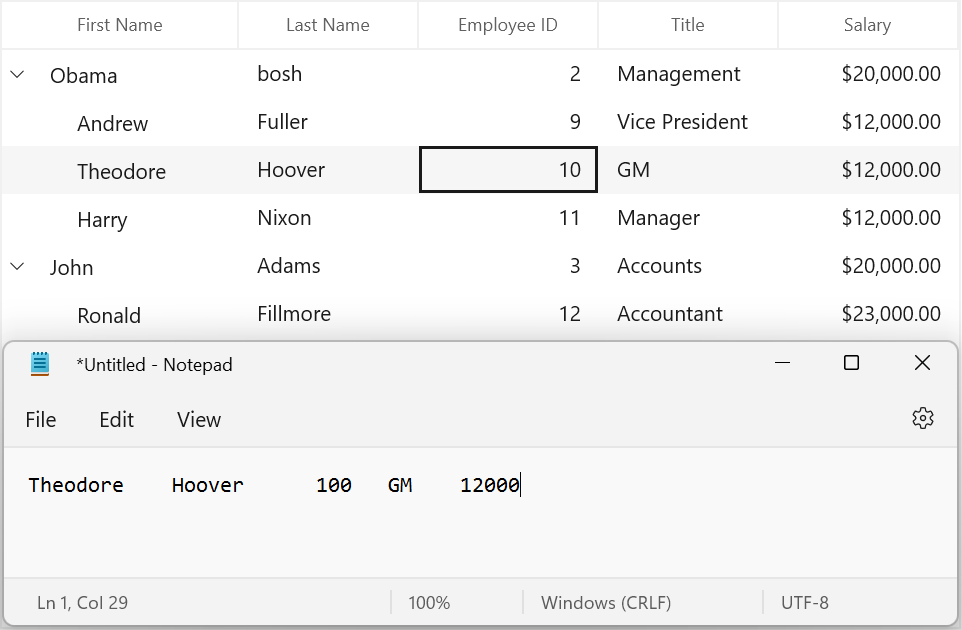 First Name Last Name Employee ID Title Salary
Obama bosh 2 Management $20,000.00
Andrew Fuller 9 Vice President $12,000.00
Theodore Hoover 10 GM $12,000.00
Harry Nixon 11 Manager $12,000.00
John Adams 3 Accounts $20,000.00
Ronald Fillmore 12 Accountant $23,000.00
*Untitled - Notepad
File Edit View
Theodore Hoover 100 GM 12000
Ln 1, Col 29 100% Windows (CRLF) UTF-8